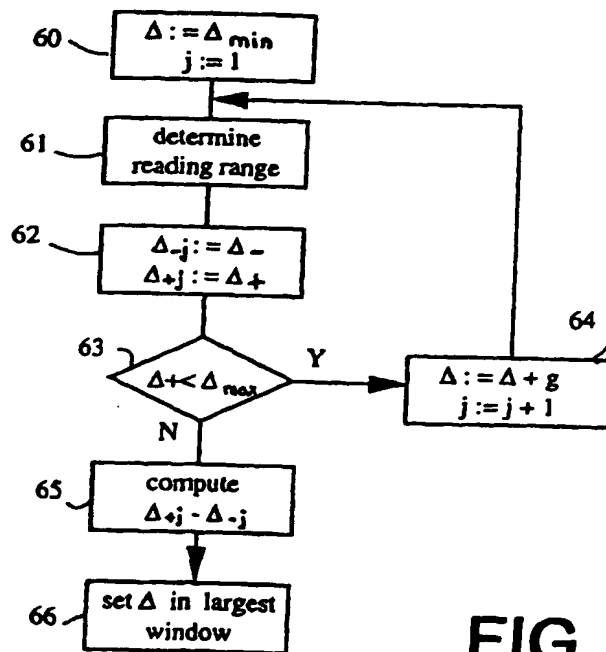 60
Δ := Δmin
j := 1
61
determine
reading range
62
Δ-j := Δ-
Δ+j := Δ+
63
Δ+< Δmax
Y
N
64
Δ := Δ + g
j := j + 1
65
compute
Δ+j - Δ-j
66
set Δ in largest
window
FIG